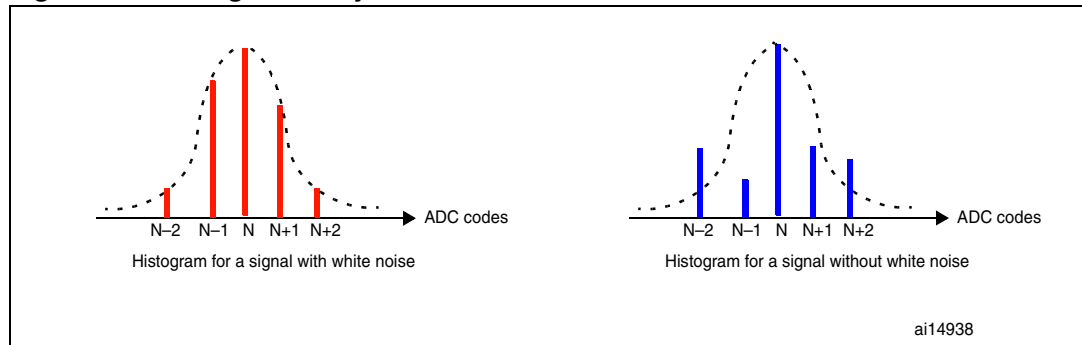 ADC codes
N–2 N–1 N N+1 N+2
Histogram for a signal with white noise
ADC codes
N–2 N–1 N N+1 N+2
Histogram for a signal without white noise
ai14938